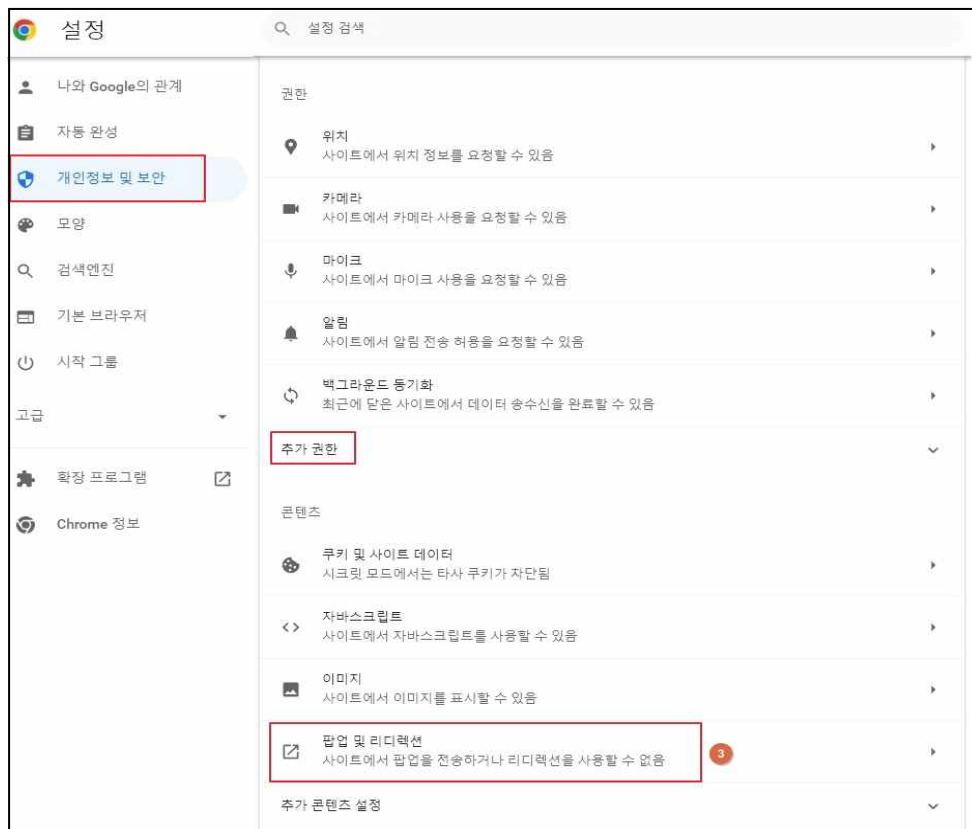 설정
설정 검색
나와 Google의 관계
자동 완성
개인정보 및 보안
모양
검색엔진
기본 브라우저
시작 그룹
고급
확장 프로그램
Chrome 정보
권한
위치
사이트에서 위치 정보를 요청할 수 있음
카메라
사이트에서 카메라 사용을 요청할 수 있음
마이크
사이트에서 마이크 사용을 요청할 수 있음
알림
사이트에서 알림 전송 허용을 요청할 수 있음
백그라운드 동기화
최근에 닫은 사이트에서 데이터 송수신을 완료할 수 있음
추가 권한
콘텐츠
쿠키 및 사이트 데이터
시크릿 모드에서는 타사 쿠키가 차단됨
자바스크립트
사이트에서 자바스크립트를 사용할 수 있음
이미지
사이트에서 이미지를 표시할 수 있음
팝업 및 리디렉션
사이트에서 팝업을 전송하거나 리디렉션을 사용할 수 없음
3
추가 콘텐츠 설정